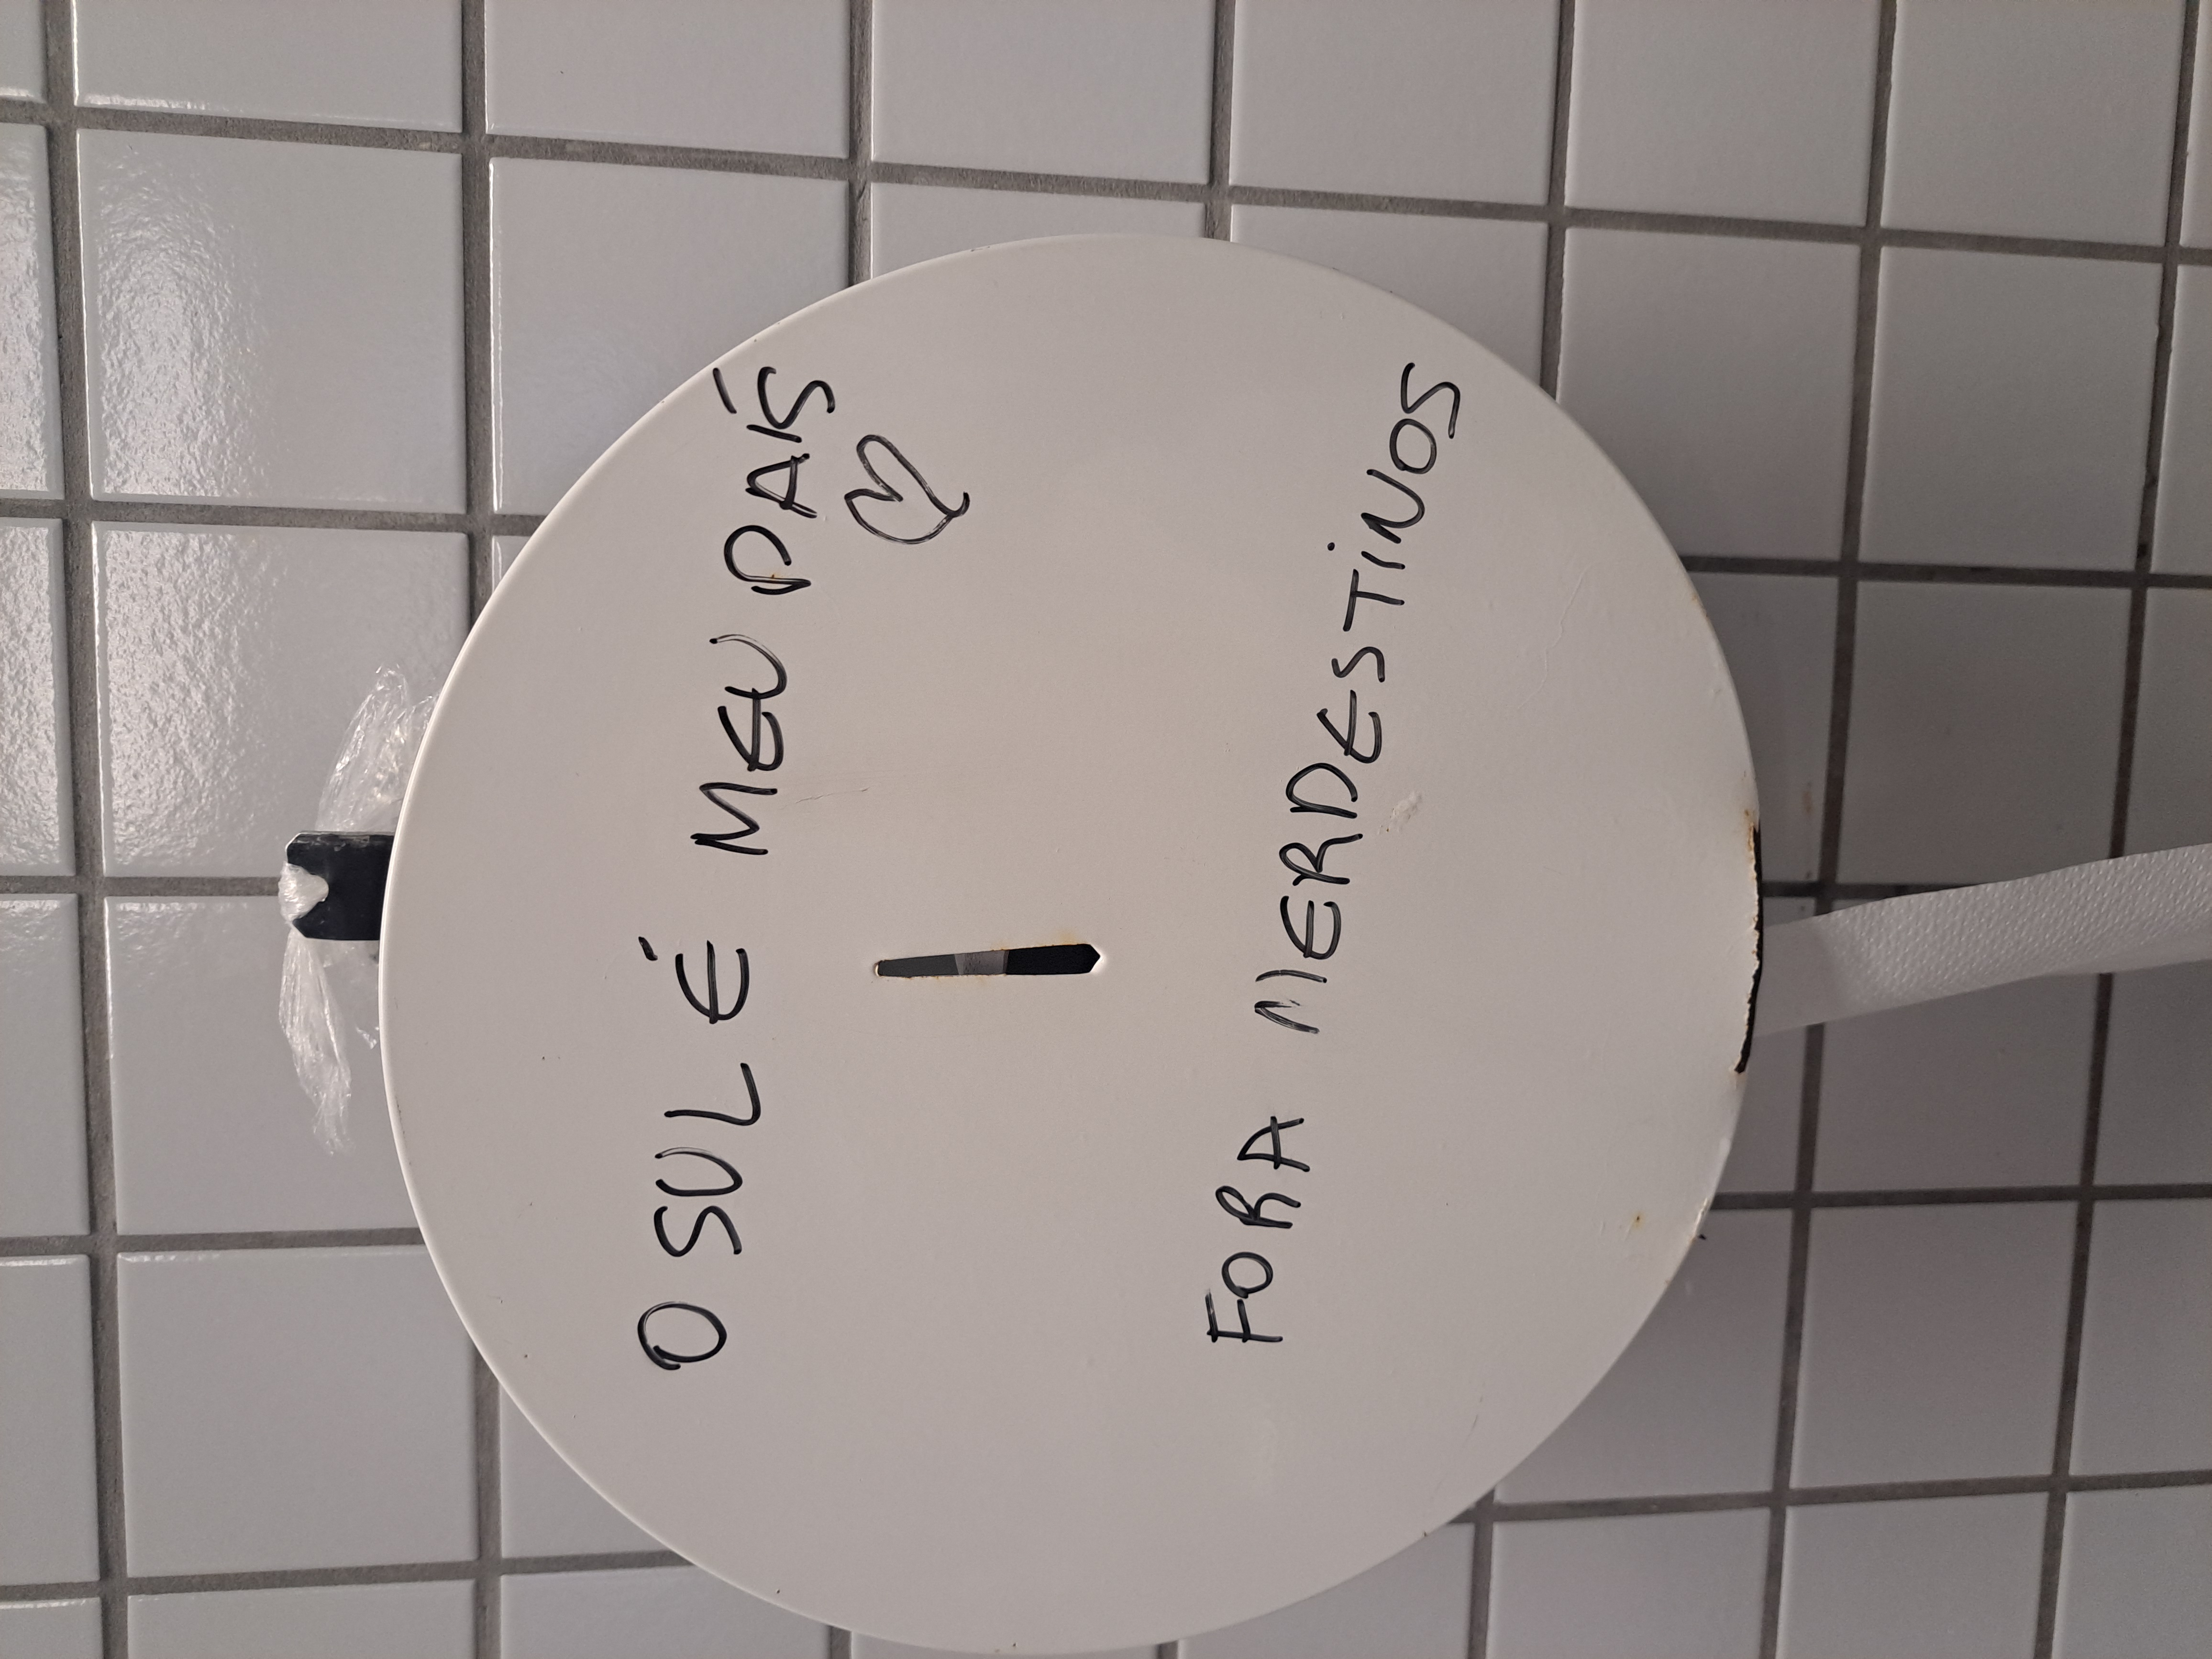 O SUL É MEU PAÍS
FORA MERDESTINOS